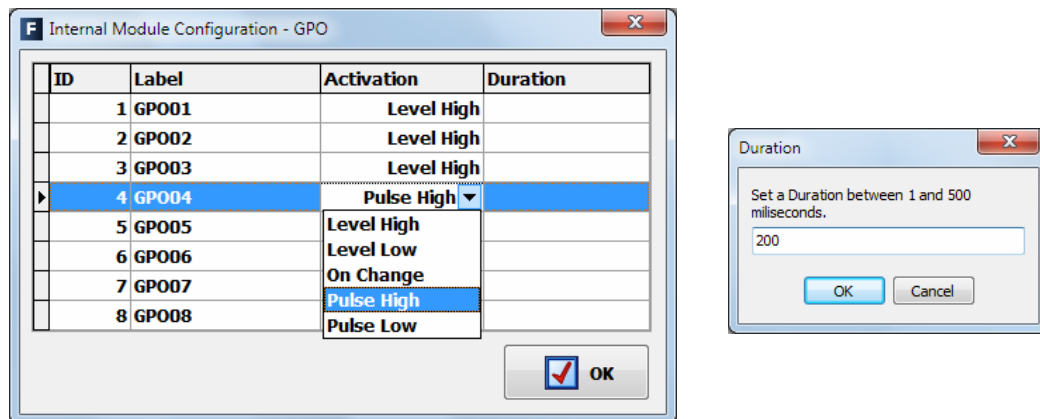 F Internal Module Configuration - GPO
ID Label Activation Duration
1 GPO01 Level High
2 GPO02 Level High
3 GPO03 Level High
4 GPO04 Pulse High
5 GPO05 Level High
6 GPO06 Level Low
On Change
7 GPO07
Pulse High
8 GPO08 Pulse Low
OK
Duration
Set a Duration between 1 and 500
miliseconds.
200
OK Cancel